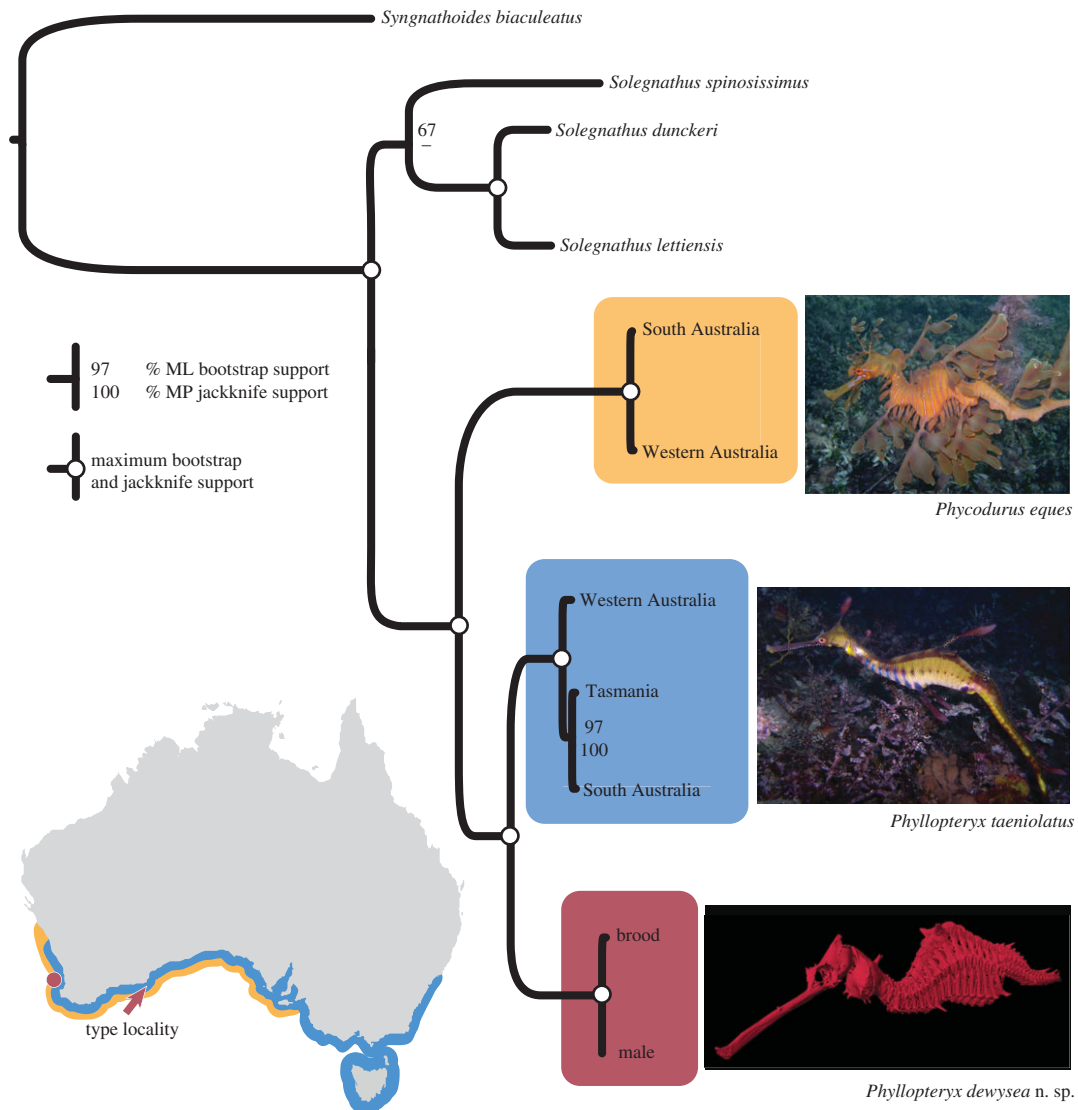 Syngnathoides biaculeatus
Solegnathus spinosissimus
67
–
Solegnathus dunckeri
Solegnathus lettiensis
97 % ML bootstrap support
100 % MP jackknife support
maximum bootstrap
and jackknife support
South Australia
Western Australia
Phycodurus eques
Western Australia
Tasmania
97
100
South Australia
Phyllopteryx taeniolatus
brood
male
Phyllopteryx dewysea n. sp.
type locality